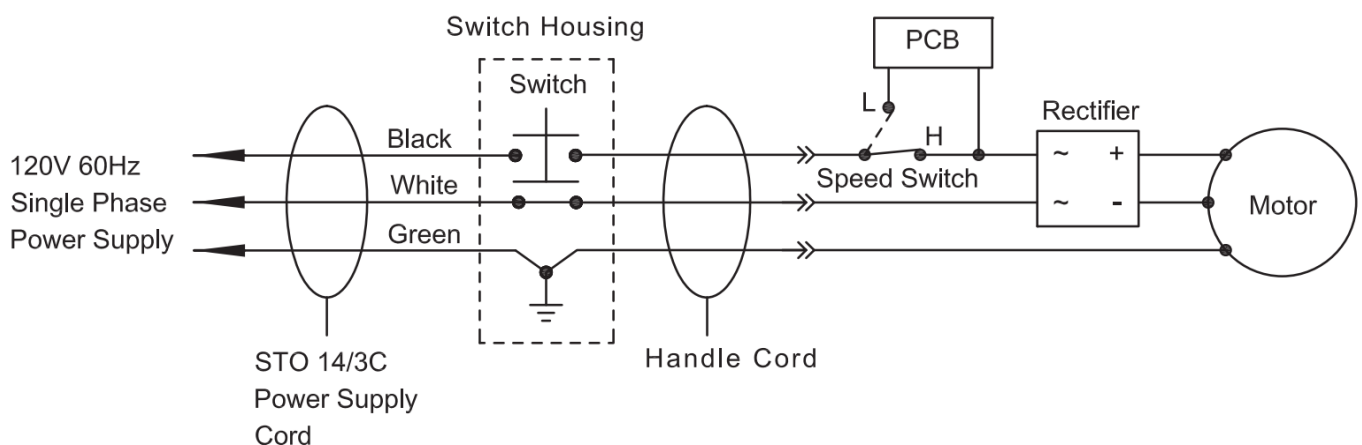 Switch Housing
PCB
Switch
L
Rectifier
Black
H
120V 60Hz
Single Phase
Power Supply
~ +
White
Speed Switch
~ -
Motor
Green
STO 14/3C
Power Supply
Cord
Handle Cord